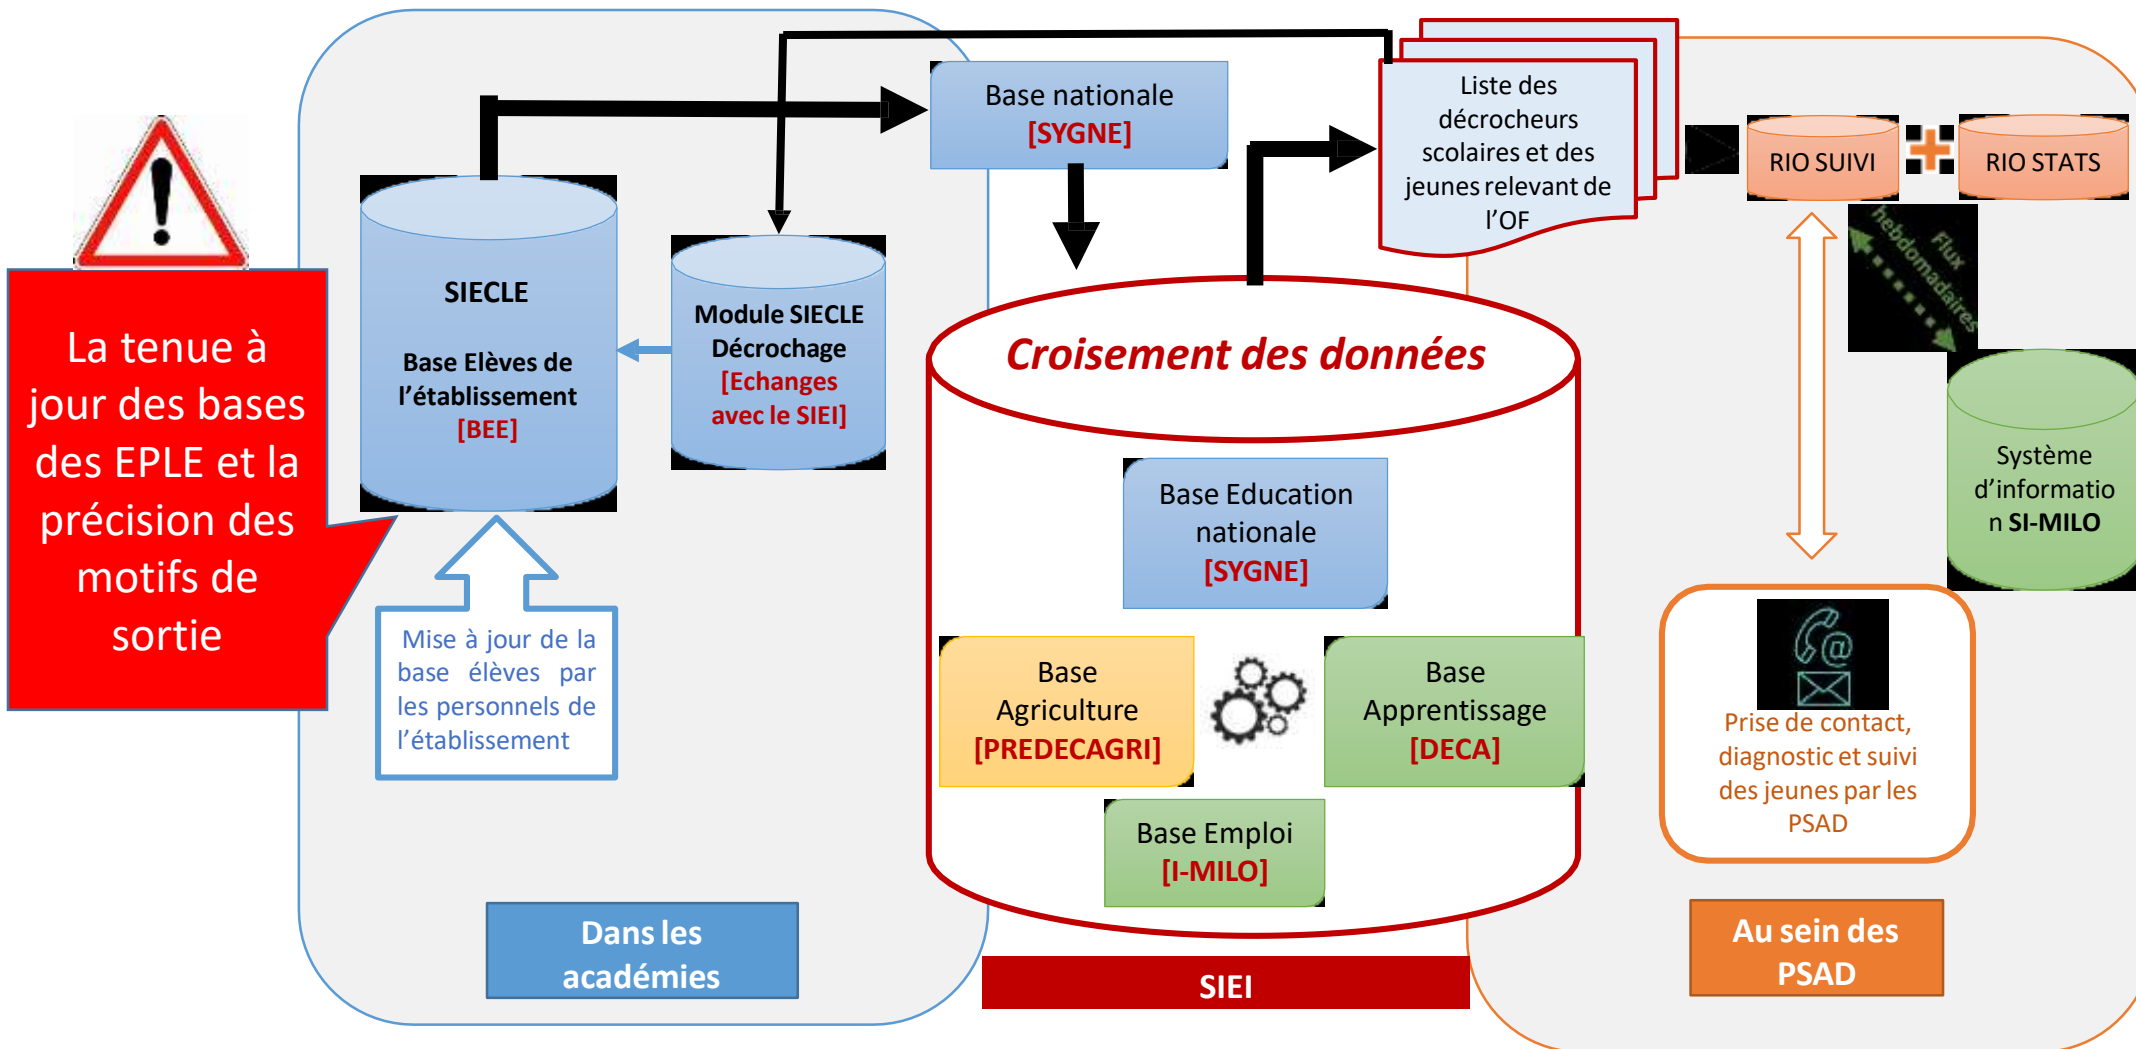 La tenue à
jour des bases
des EPLE et la
précision des
motifs de
sortie
SIECLE
Base Elèves de
l’établissement
[BEE]
Mise à jour de la
base élèves par
les personnels de
l’établissement
Module SIECLE
Décrochage
[Echanges
avec le SIEI]
Dans les
académies
Base nationale
[SYGNE]
Croisement des données
Base Education
nationale
[SYGNE]
Base
Agriculture
[PREDECAGRI]
Base
Apprentissage
[DECA]
Base Emploi
[I-MILO]
SIEI
Liste des
décrocheurs
scolaires et des
jeunes relevant de
l’OF
RIO SUIVI
RIO STATS
Flux
hebdomadaires
Système
d’informatio
n SI-MILO
@
Prise de contact,
diagnostic et suivi
des jeunes par les
PSAD
Au sein des
PSAD